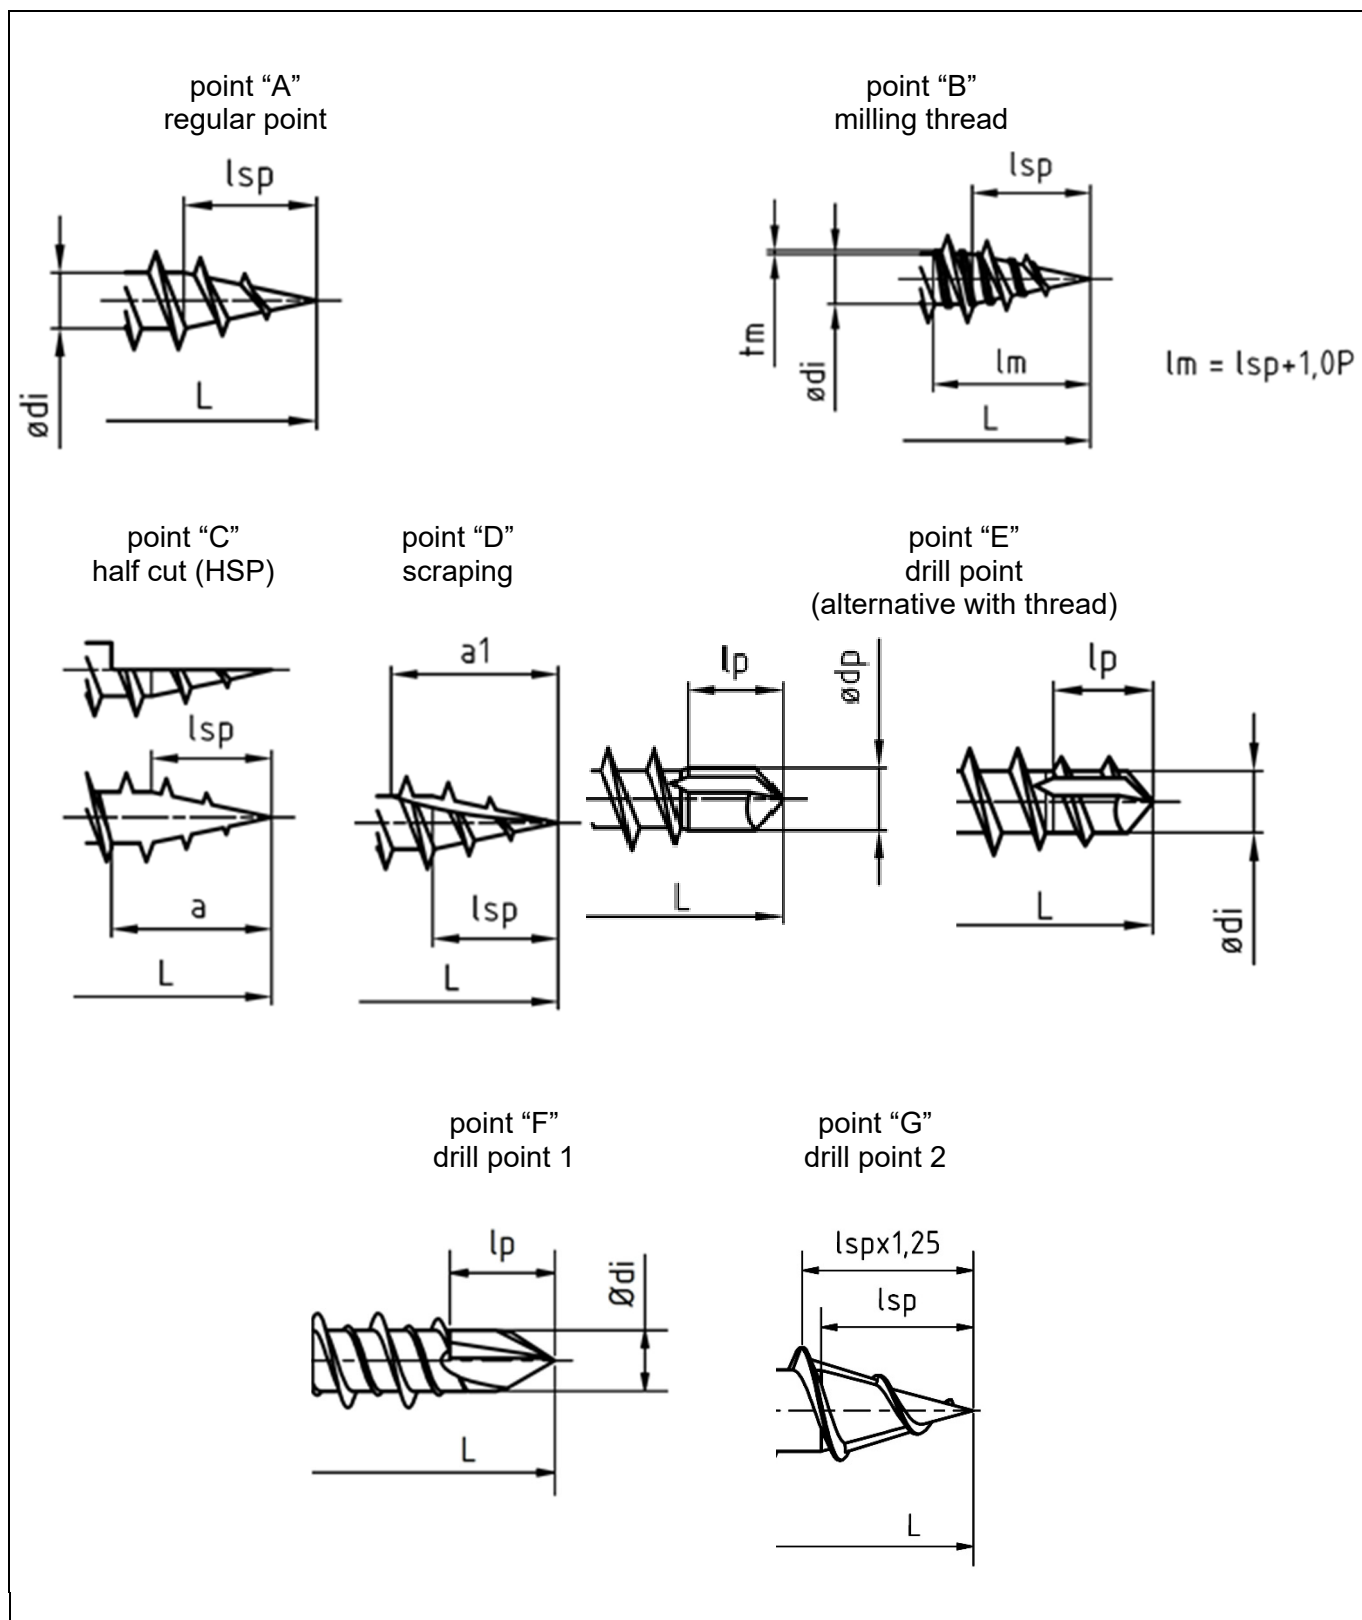 point “A”
regular point
lsp
ødi
L
point “B”
milling thread
lsp
tm
ødi
lm
L
lm = lsp+1,0P
point “C”
half cut (HSP)
lsp
a
L
point “D”
scraping
a1
lsp
L
point “E”
drill point
(alternative with thread)
lp
ødp
L
lp
ødi
L
point “F”
drill point 1
lp
Ødi
L
point “G”
drill point 2
lspx1,25
lsp
L